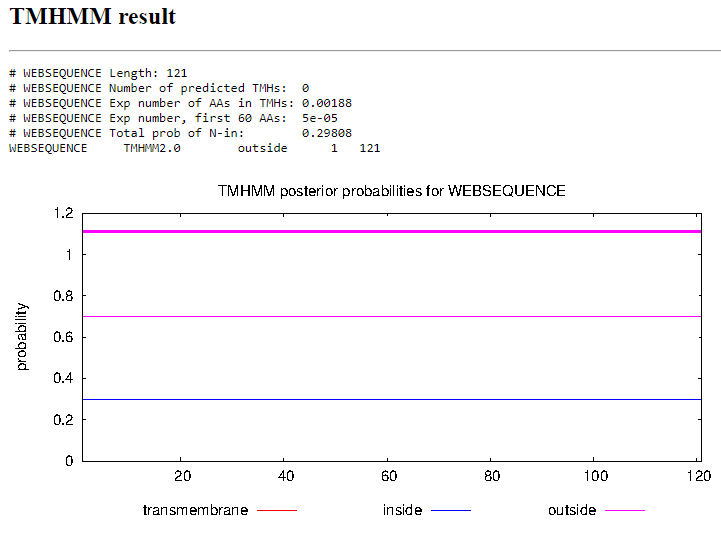 TMHMM result
# WEBSEQUENCE Length: 121
# WEBSEQUENCE Number of predicted TMHs:  0
# WEBSEQUENCE Exp number of AAs in TMHs: 0.00188
# WEBSEQUENCE Exp number, first 60 AAs:  5e-05
# WEBSEQUENCE Total prob of N-in:        0.29808
WEBSEQUENCE     TMHMM2.0       outside      1   121
TMHMM posterior probabilities for WEBSEQUENCE
1.2
1
0.8
0.6
0.4
0.2
0
probability
20 40 60 80 100 120
transmembrane inside outside